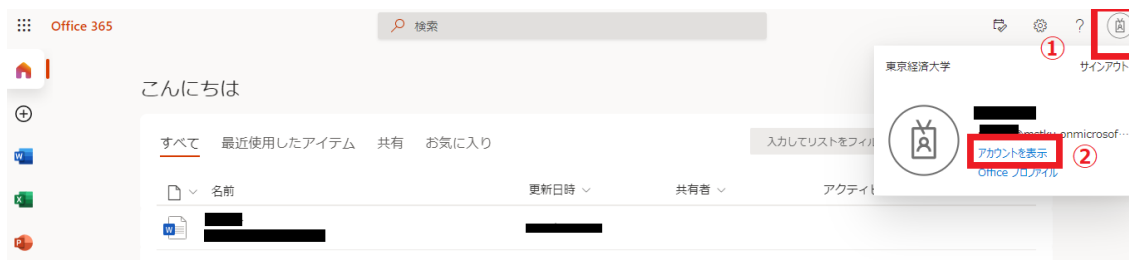 Office 365
検索
?
①
東京経済大学
サインアウト
こんにちは
@mstku.onmicrosof…
アカウントを表示
②
Office プロファイル
すべて 最近使用したアイテム 共有 お気に入り
入力してリストをフィル
名前 更新日時 共有者 アクティビ